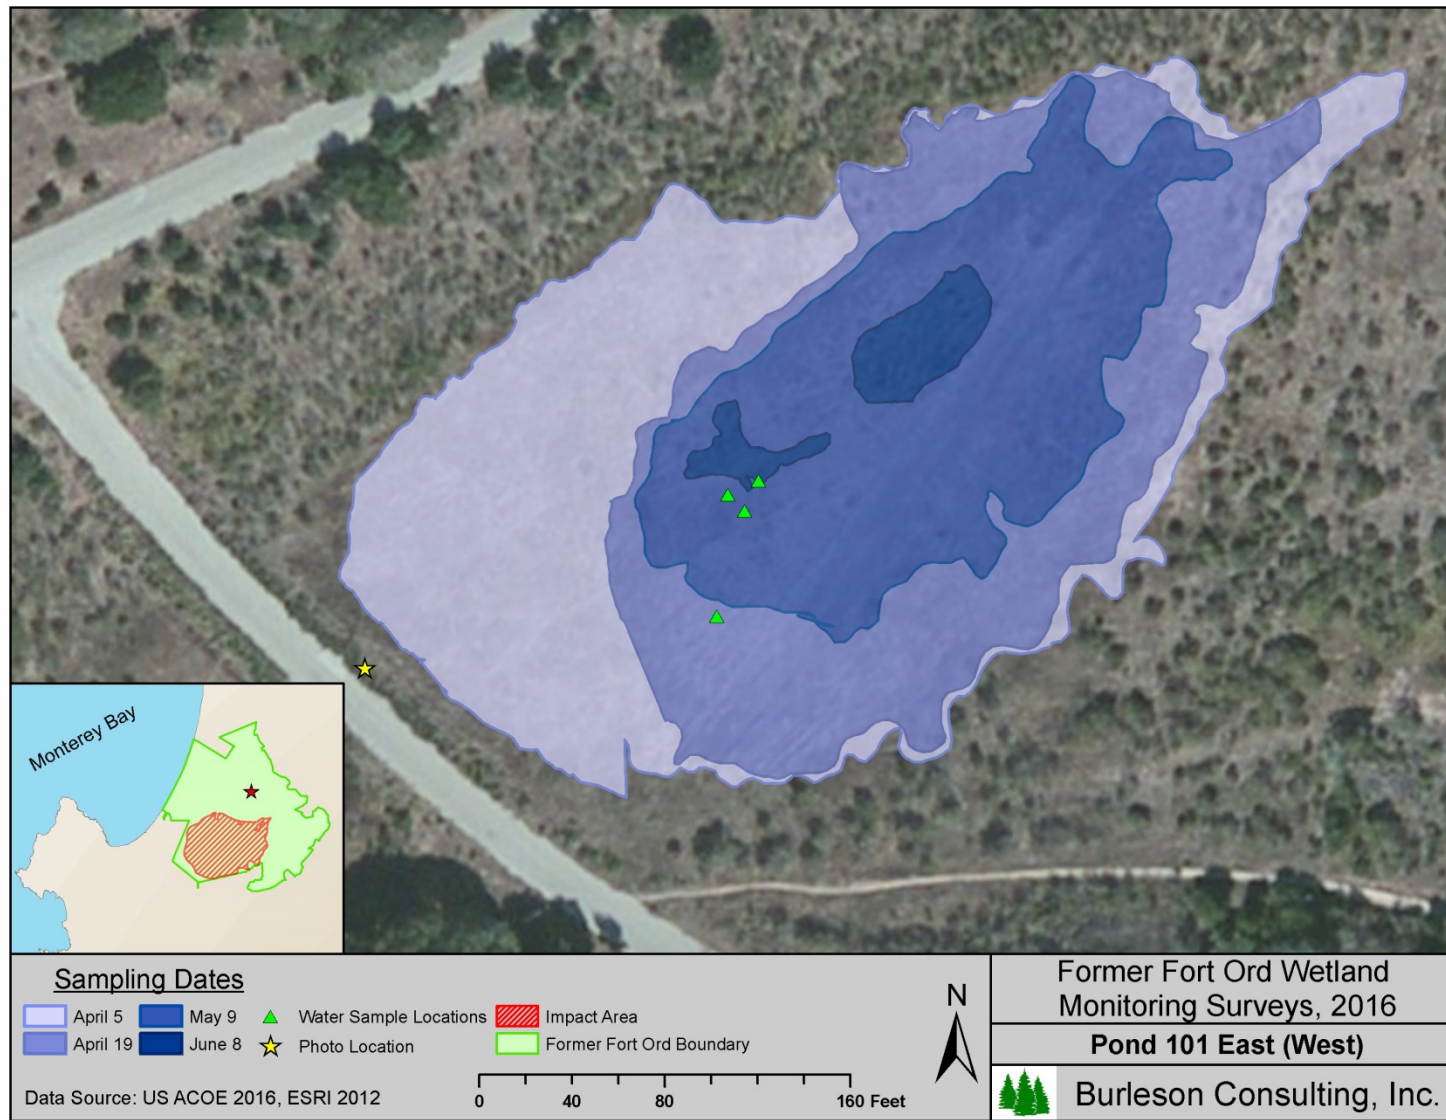 Monterey Bay
Sampling Dates
April 5
May 9
Water Sample Locations
Impact Area
April 19
June 8
Photo Location
Former Fort Ord Boundary
Data Source: US ACOE 2016, ESRI 2012
0 40 80 160 Feet
N
Former Fort Ord Wetland
Monitoring Surveys, 2016
Pond 101 East (West)
Burleson Consulting, Inc.